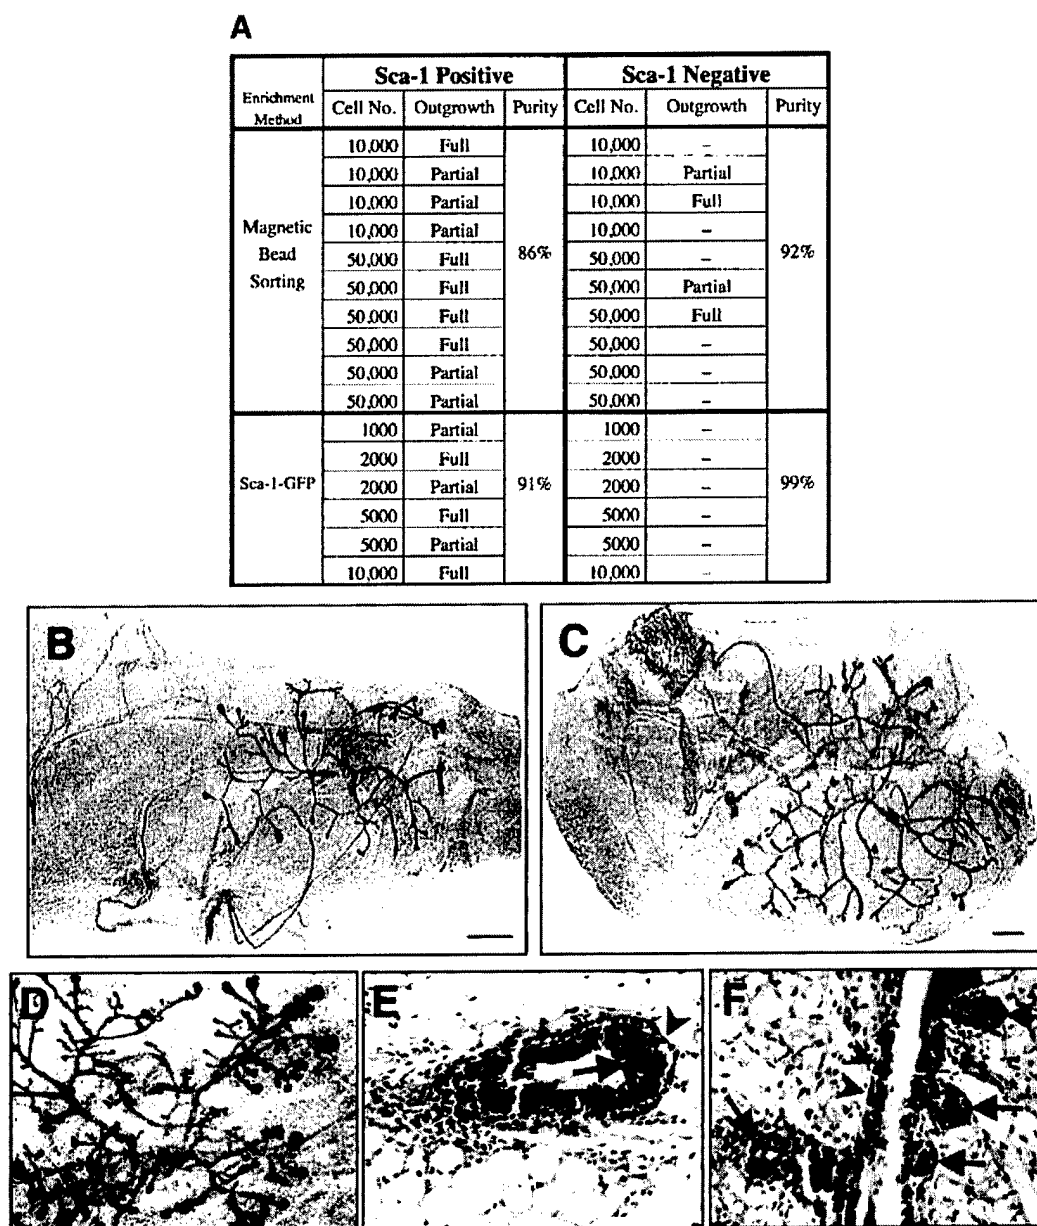 A
Sca-1 Positive Sca-1 Negative
Enrichment Method Cell No. Outgrowth Purity Cell No. Outgrowth Purity
Magnetic Bead Sorting 86% 92%
10,000 Full 10,000 –
10,000 Partial 10,000 Partial
10,000 Partial 10,000 Full
10,000 Partial 10,000 –
50,000 Full 50,000 –
50,000 Full 50,000 Partial
50,000 Full 50,000 Full
50,000 Full 50,000 –
50,000 Partial 50,000 –
50,000 Partial 50,000 –
Sca-1-GFP 91% 99%
1000 Partial 1000 –
2000 Full 2000 –
2000 Partial 2000 –
5000 Full 5000 –
5000 Partial 5000 –
10,000 Full 10,000 –
B
C
D
E
F